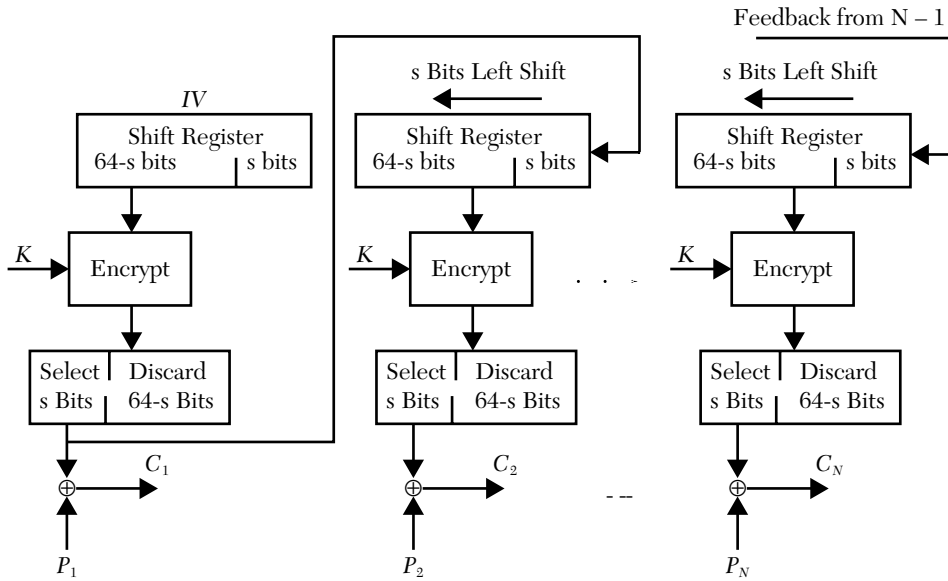 Feedback from N – 1
s Bits Left Shift
s Bits Left Shift
IV
Shift Register
64-s bits
s bits
Shift Register
64-s bits
s bits
Shift Register
64-s bits
s bits
K
Encrypt
K
Encrypt
. . .
K
Encrypt
Select
s Bits
Discard
64-s Bits
Select
s Bits
Discard
64-s Bits
Select
s Bits
Discard
64-s Bits
C1
C2
CN
P1
P2
PN